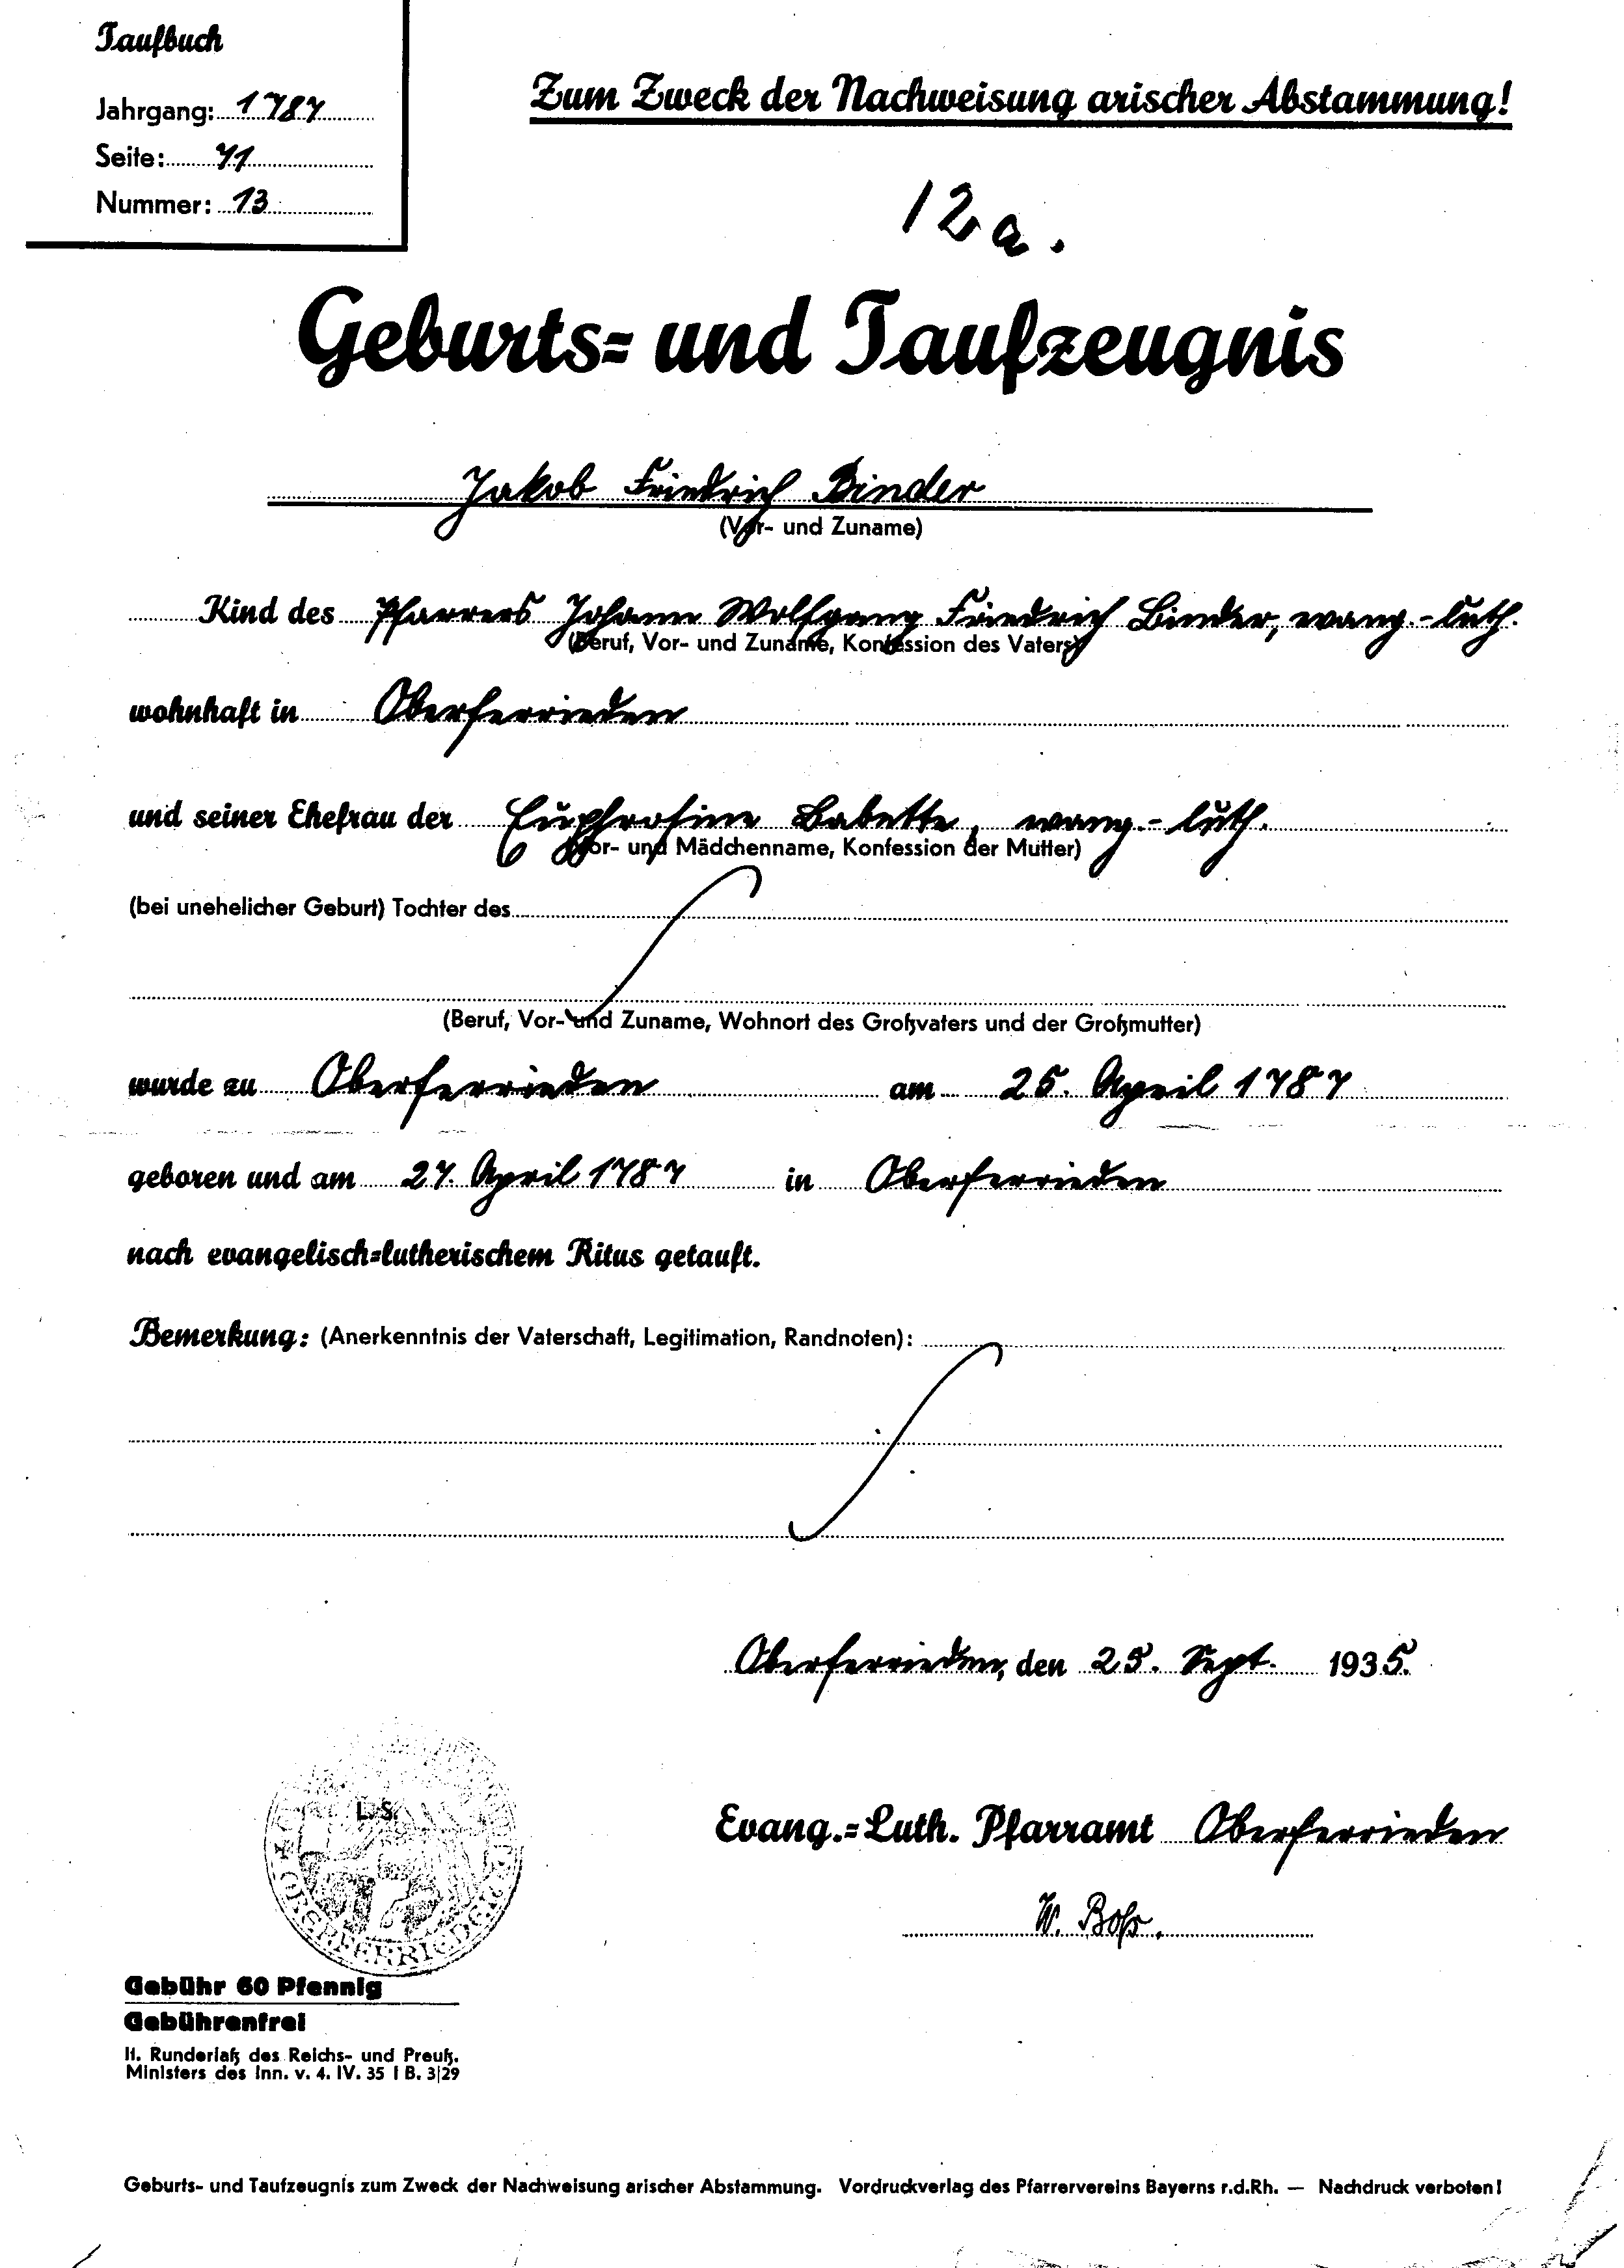 Taufbuch
Jahrgang: 1787
Seite: 71
Nummer: 13
Zum Zweck der Nachweisung arischer Abstammung!
12a.
Geburts- und Taufzeugnis
Jakob Friedrich Binder
(Vor- und Zuname)
Kind des Pfarrers Johann Wolfgang Friedrich Binder, evang.-luth.
(Beruf, Vor- und Zuname, Konfession des Vaters)
wohnhaft in Oberferrieden
und seiner Ehefrau der Euphrosine Babette, evang.-luth.
(Vor- und Mädchenname, Konfession der Mutter)
(bei unehelicher Geburt) Tochter des
(Beruf, Vor- und Zuname, Wohnort des Großvaters und der Großmutter)
wurde zu Oberferrieden am 25. April 1787
geboren und am 27. April 1787 in Oberferrieden
nach evangelisch-lutherischem Ritus getauft.
Bemerkung: (Anerkenntnis der Vaterschaft, Legitimation, Randnoten):
Oberferrieden, den 25. Sept. 1935.
L. S.
OBERFERRIEDEN
Evang.-Luth. Pfarramt Oberferrieden
W. Boss.
Gebühr 60 Pfennig
Gebührenfrei
lt. Runderlaß des Reichs- und Preuß.
Ministers des Inn. v. 4. IV. 35 I B. 3|29
Geburts- und Taufzeugnis zum Zweck der Nachweisung arischer Abstammung. Vordruckverlag des Pfarrervereins Bayerns r.d.Rh. — Nachdruck verboten!